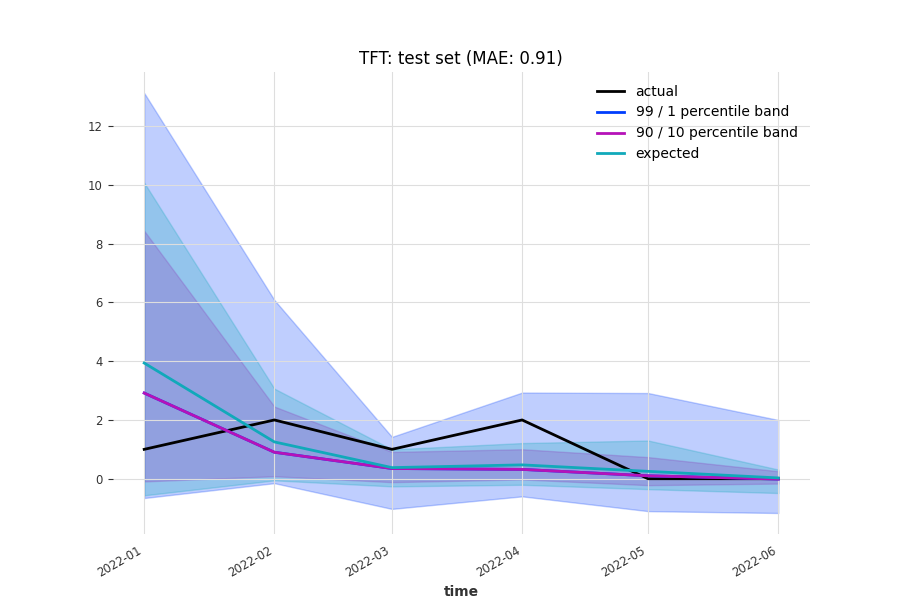 TFT: test set (MAE: 0.91)
actual
99 / 1 percentile band
90 / 10 percentile band
expected
12
10
8
6
4
2
0
2022-01
2022-02
2022-03
2022-04
2022-05
2022-06
time